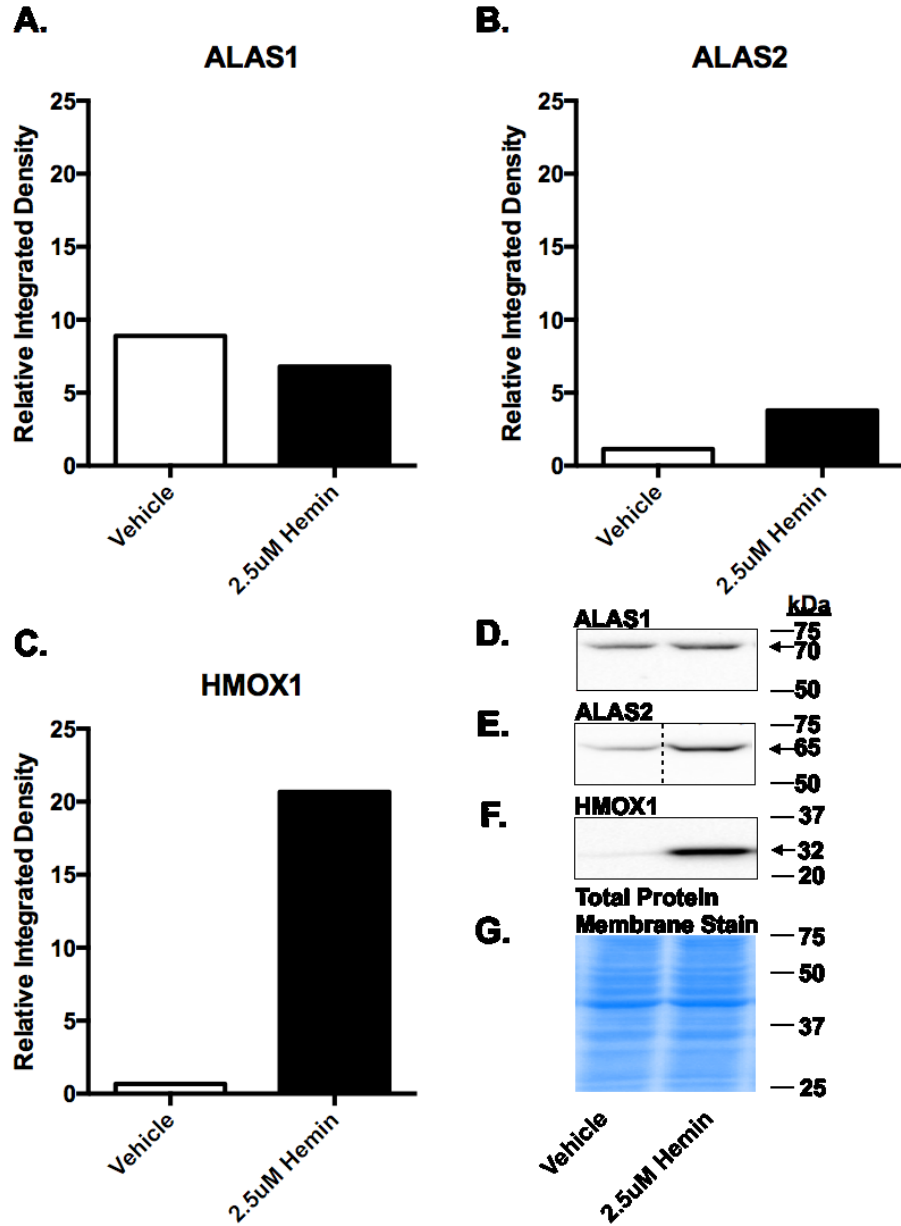 A.
ALAS1
Relative Integrated Density
25
20
15
10
5
0
Vehicle
2.5uM Hemin
B.
ALAS2
Relative Integrated Density
25
20
15
10
5
0
Vehicle
2.5uM Hemin
C.
HMOX1
Relative Integrated Density
25
20
15
10
5
0
Vehicle
2.5uM Hemin
kDa
D.
ALAS1
75
70
50
E.
ALAS2
75
65
50
F.
HMOX1
37
32
20
G.
Total Protein
Membrane Stain
75
50
37
25
Vehicle
2.5uM Hemin